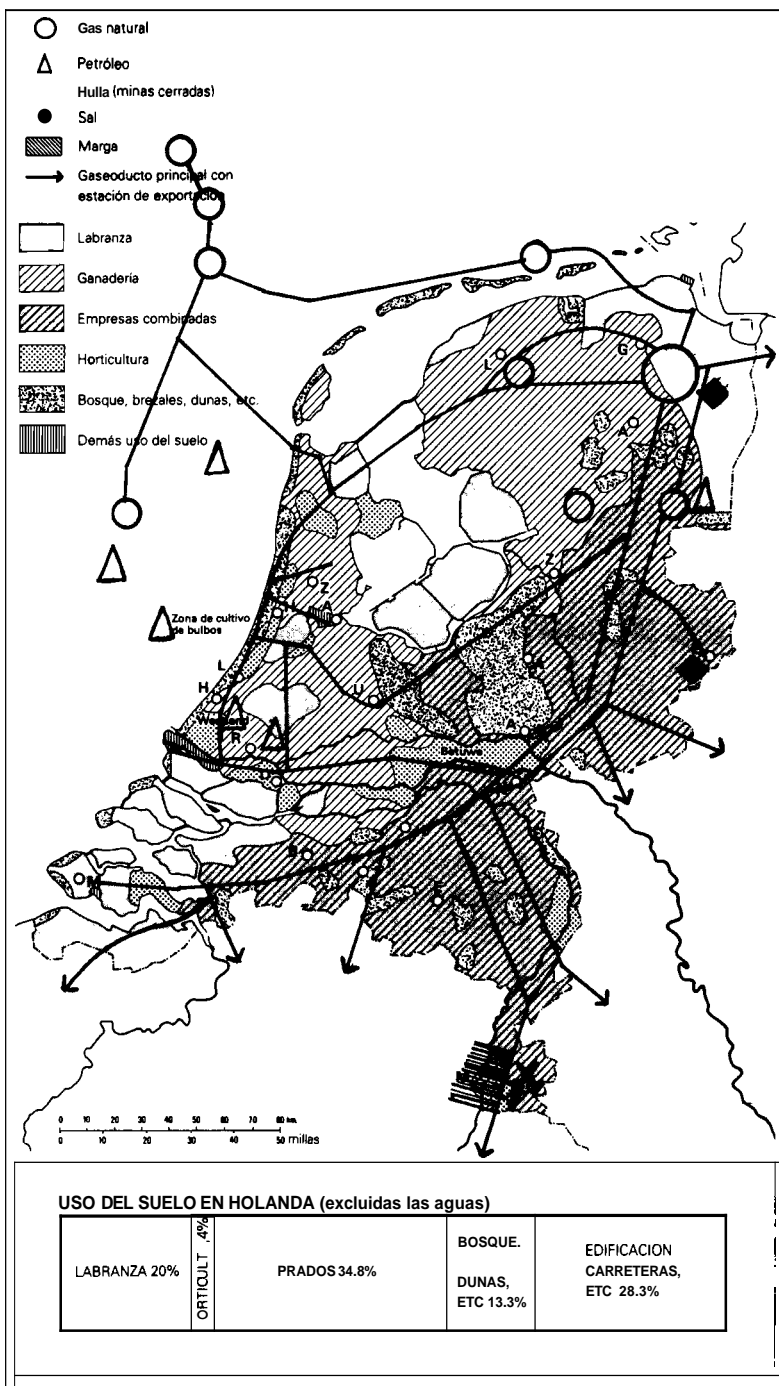 Gas natural
Petróleo
Hulla (minas cerradas)
Sal
Marga
Gaseoducto principal con
estación de exportación
Labranza
Ganadería
Empresas combinadas
Horticultura
Bosque, brezales, dunas, etc.
Demás uso del suelo
L
G
A
Z
Z
A
Zona de cultivo
de bulbos
L
H
U
A
R
Betuwe
B
E
M
0 10 20 30 40 50 60 70 80 km.
0 10 20 30 40 50 millas
USO DEL SUELO EN HOLANDA (excluidas las aguas)
LABRANZA 20%
ORTICULT ,4%
PRADOS 34.8%
BOSQUE.
DUNAS,
ETC 13.3%
EDIFICACION
CARRETERAS,
ETC 28.3%